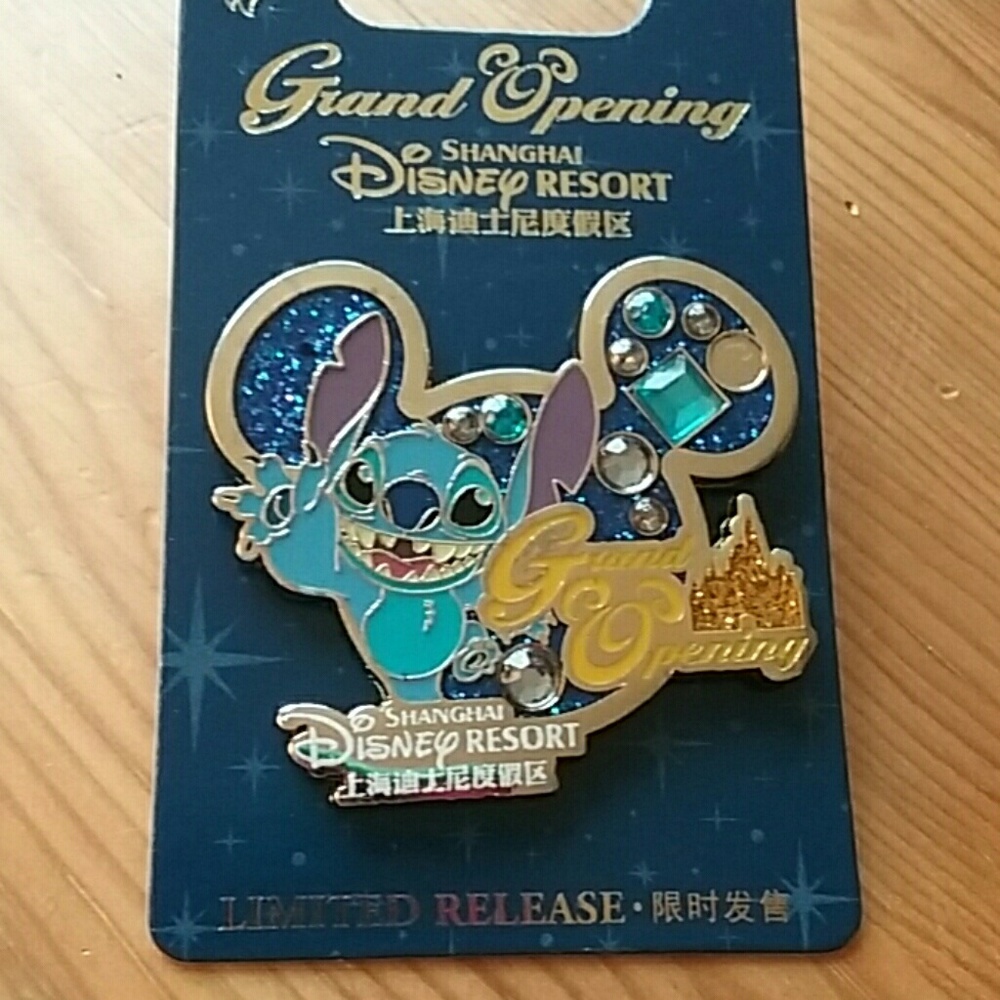 Grand Opening
SHANGHAI
DISNEY RESORT
上海迪士尼度假区
Grand
Opening
SHANGHAI
DISNEY RESORT
上海迪士尼度假区
LIMITED RELEASE·限时发售